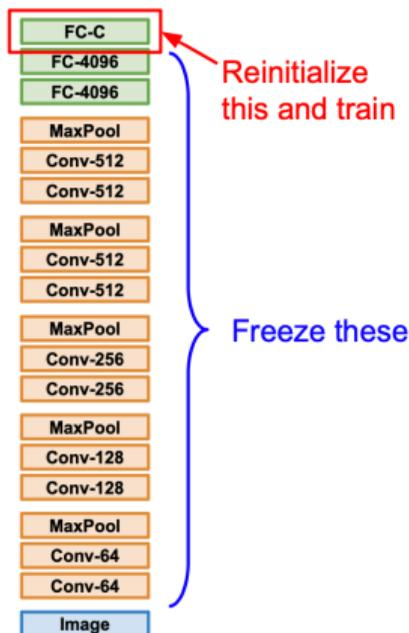 FC-C
FC-4096
FC-4096
MaxPool
Conv-512
Conv-512
MaxPool
Conv-512
Conv-512
MaxPool
Conv-256
Conv-256
MaxPool
Conv-128
Conv-128
MaxPool
Conv-64
Conv-64
Image
Reinitialize
this and train
Freeze these